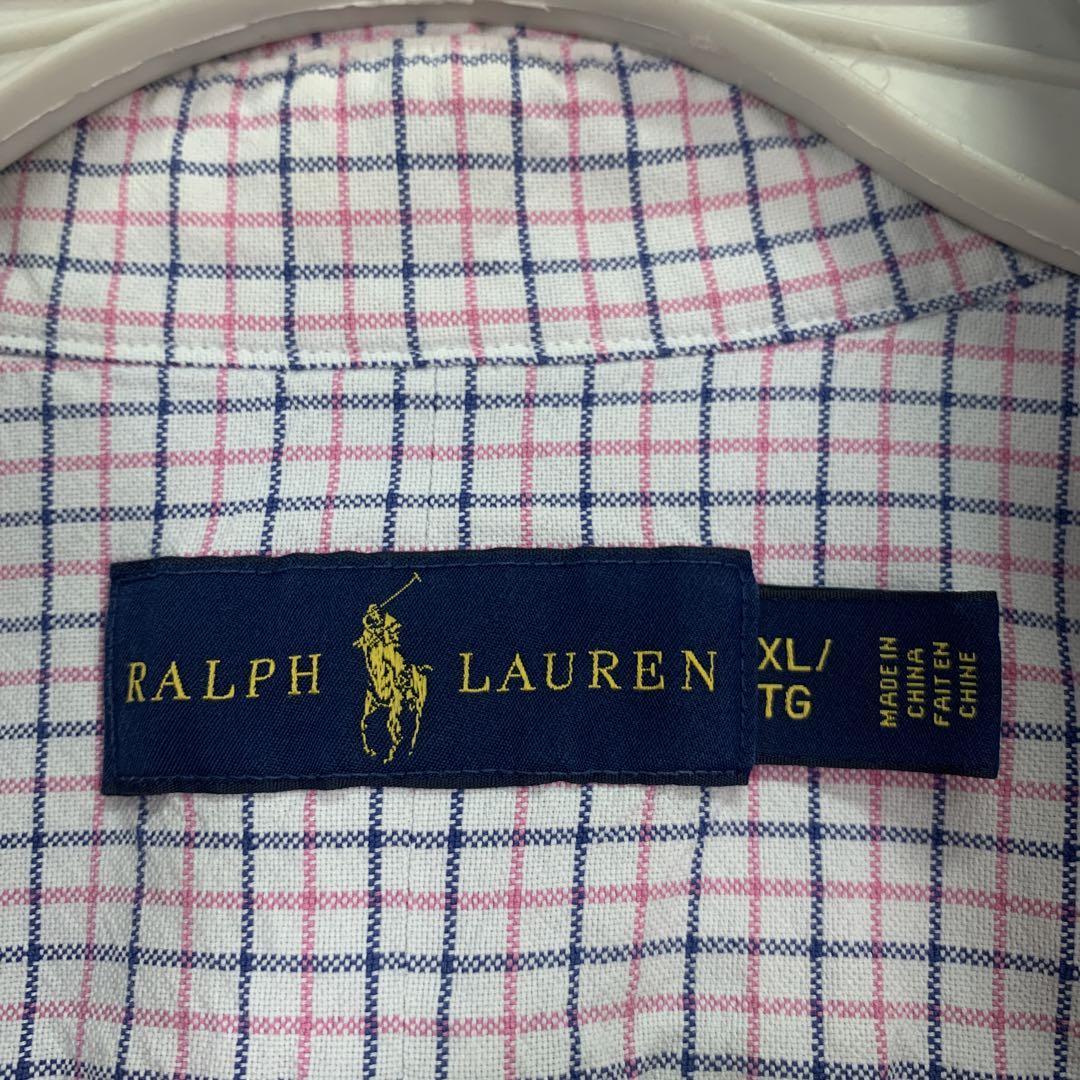 RALPH LAUREN
XL/
TG
MADE IN
CHINA
FAIT EN
CHINE